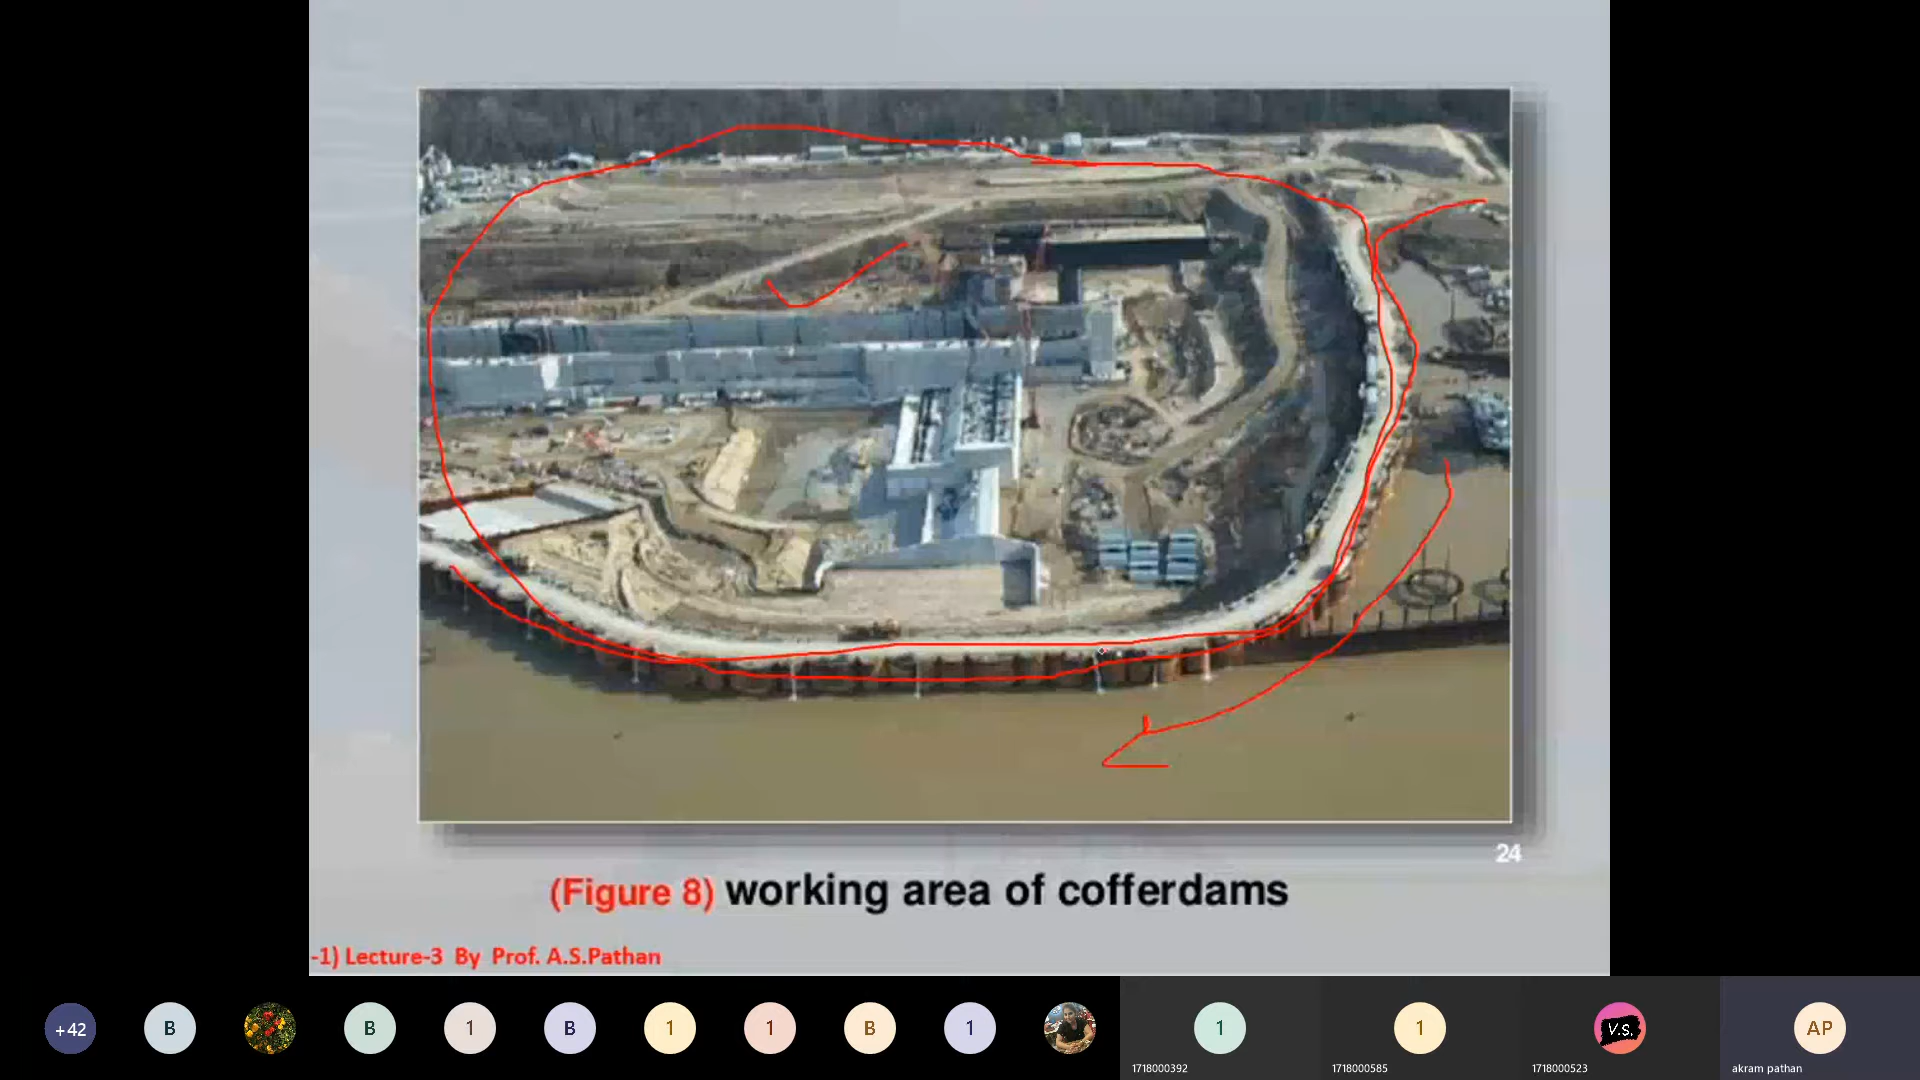 24
(Figure 8) working area of cofferdams
-1) Lecture-3 By Prof. A.S.Pathan
+42
B
B
1
B
1
1
B
1
1
1
V.S.
AP
1718000392
1718000585
1718000523
akram pathan